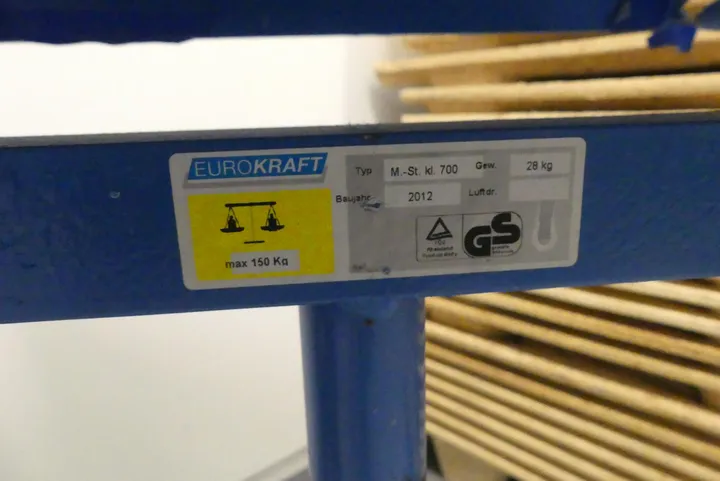 EUROKRAFT
max 150 Kg
Typ M.-St. kl. 700 Gew. 28 kg
Baujahr 2012 Luftdr.
GS